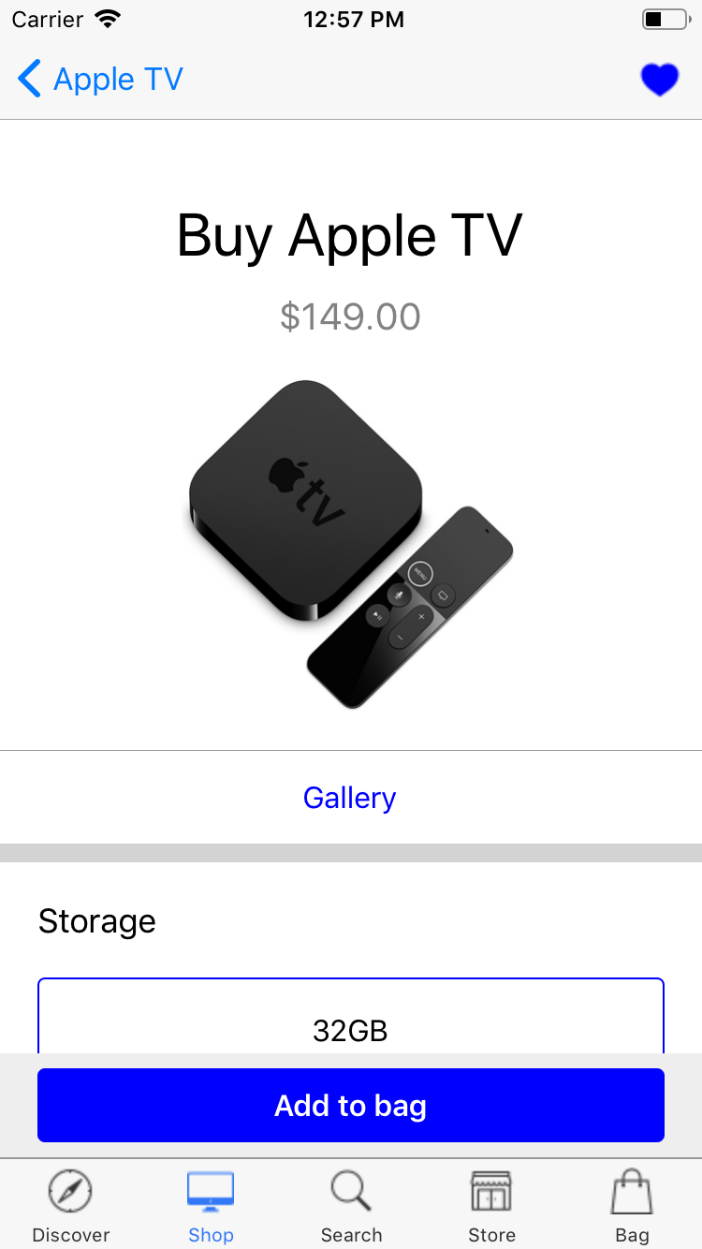 Carrier 12:57 PM
Apple TV
Buy Apple TV
$149.00
tv
MENU
+
−
Gallery
Storage
32GB
Add to bag
Discover Shop Search Store Bag